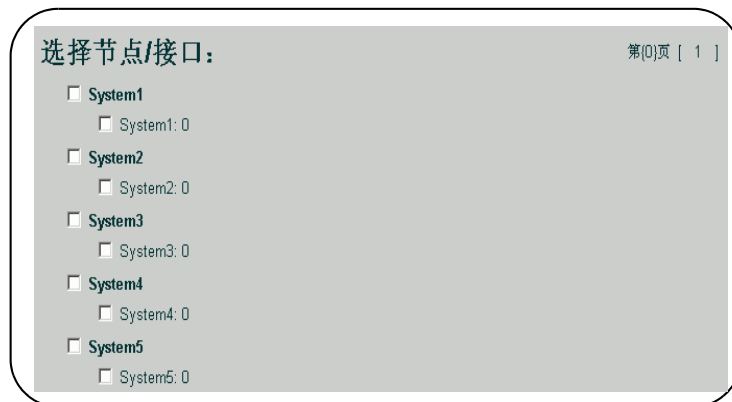 选择节点/接口：
第{0}页 [ 1 ]
System1
System1: 0
System2
System2: 0
System3
System3: 0
System4
System4: 0
System5
System5: 0